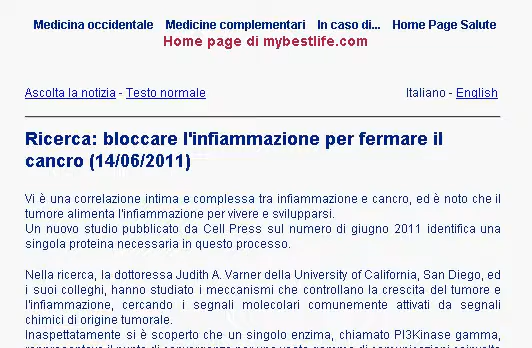 Medicina occidentale Medicine complementari In caso di... Home Page Salute
Home page di mybestlife.com
Ascolta la notizia - Testo normale Italiano - English
Ricerca: bloccare l'infiammazione per fermare il
cancro (14/06/2011)
Vi è una correlazione intima e complessa tra infiammazione e cancro, ed è noto che il
tumore alimenta l'infiammazione per vivere e svilupparsi.
Un nuovo studio pubblicato da Cell Press sul numero di giugno 2011 identifica una
singola proteina necessaria in questo processo.
Nella ricerca, la dottoressa Judith A. Varner della University of California, San Diego, ed
i suoi colleghi, hanno studiato i meccanismi che controllano la crescita del tumore e
l'infiammazione, cercando i segnali molecolari comunemente attivati da segnali
chimici di origine tumorale.
Inaspettatamente si è scoperto che un singolo enzima, chiamato PI3Kinase gamma,